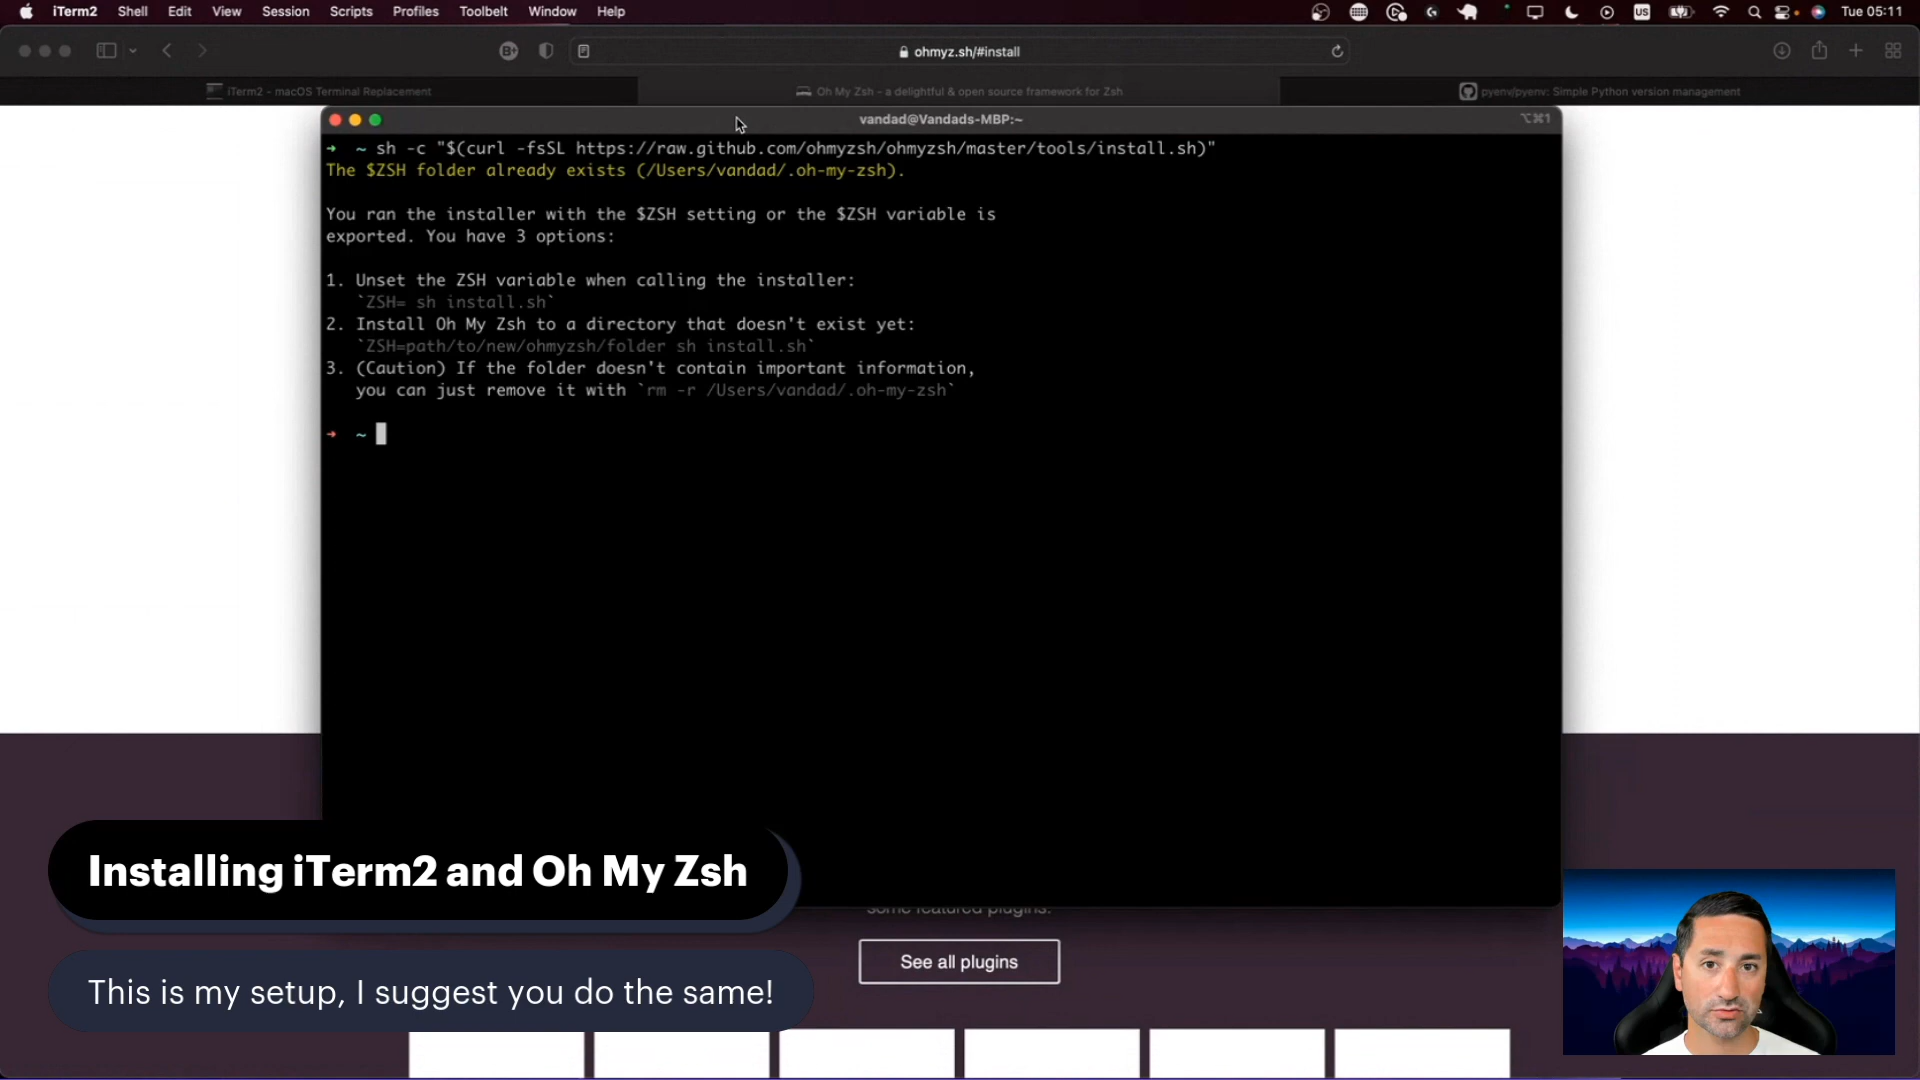 iTerm2 Shell Edit View Session Scripts Profiles Toolbelt Window Help US Tue 05:11
ohmyz.sh/#install
iTerm2 - macOS Terminal Replacement
Oh My Zsh - a delightful & open source framework for Zsh
pyenv/pyenv: Simple Python version management
vandad@Vandads-MBP:~
⌥⌘1
➜ ~ sh -c "$(curl -fsSL https://raw.github.com/ohmyzsh/ohmyzsh/master/tools/install.sh)"
The $ZSH folder already exists (/Users/vandad/.oh-my-zsh).
You ran the installer with the $ZSH setting or the $ZSH variable is
exported. You have 3 options:
1. Unset the ZSH variable when calling the installer:
`ZSH= sh install.sh`
2. Install Oh My Zsh to a directory that doesn't exist yet:
`ZSH=path/to/new/ohmyzsh/folder sh install.sh`
3. (Caution) If the folder doesn't contain important information,
you can just remove it with `rm -r /Users/vandad/.oh-my-zsh`
➜ ~
some featured plugins.
See all plugins
Installing iTerm2 and Oh My Zsh
This is my setup, I suggest you do the same!